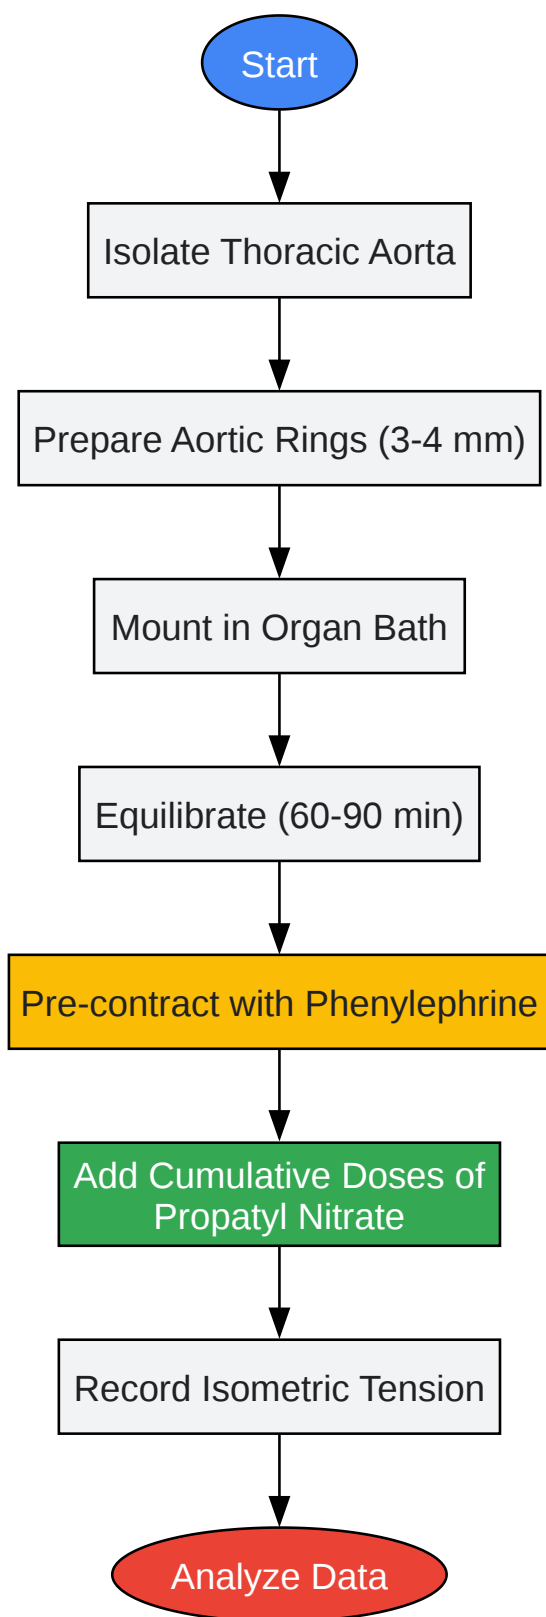 Start
Isolate Thoracic Aorta
Prepare Aortic Rings (3-4 mm)
Mount in Organ Bath
Equilibrate (60-90 min)
Pre-contract with Phenylephrine
Add Cumulative Doses of
Propatyl Nitrate
Record Isometric Tension
Analyze Data